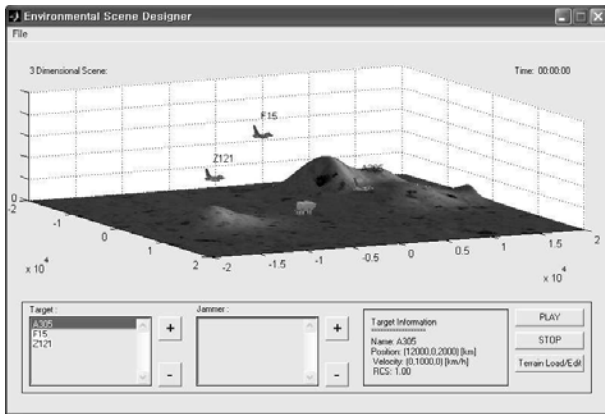 Environmental Scene Designer
File
3 Dimensional Scene:
Time: 00:00:00
F15
Z121
A305
0
-2
-1
0
1
2
x 10^4
-2
-1.5
-1
-0.5
0
0.5
1
1.5
2
x 10^4
Target :
A305
F15
Z121
+
-
Jammer :
+
-
Target Information
Name: A305
Position: (12000,0,2000) [km]
Velocity: (0,1000,0) [km/h]
RCS: 1.00
PLAY
STOP
Terrain Load/Edit